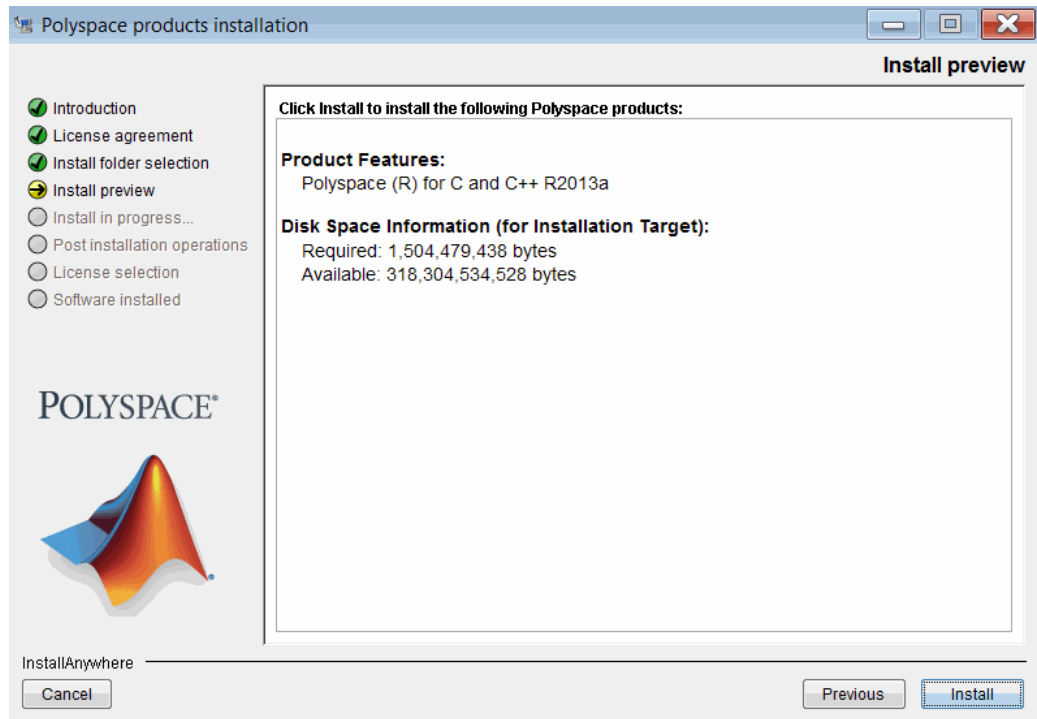 Polyspace products installation
Install preview
Introduction
License agreement
Install folder selection
Install preview
Install in progress...
Post installation operations
License selection
Software installed
POLYSPACE®
Click Install to install the following Polyspace products:
Product Features:
Polyspace (R) for C and C++ R2013a
Disk Space Information (for Installation Target):
Required: 1,504,479,438 bytes
Available: 318,304,534,528 bytes
InstallAnywhere
Cancel Previous Install